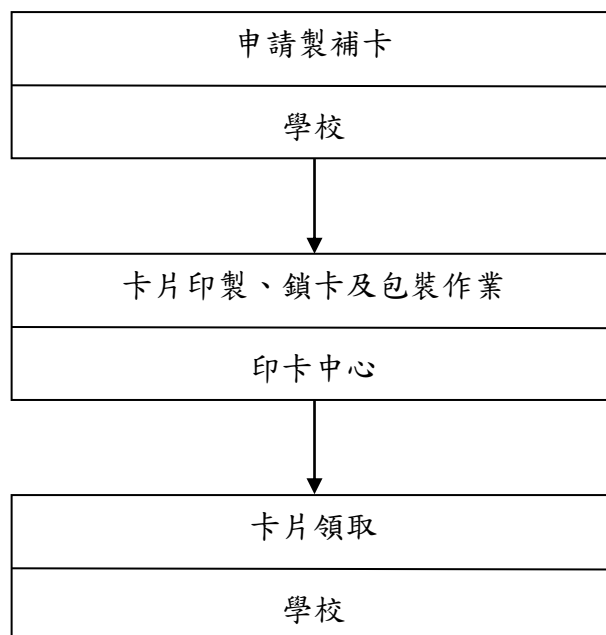 申請製補卡
學校
卡片印製、鎖卡及包裝作業
印卡中心
卡片領取
學校